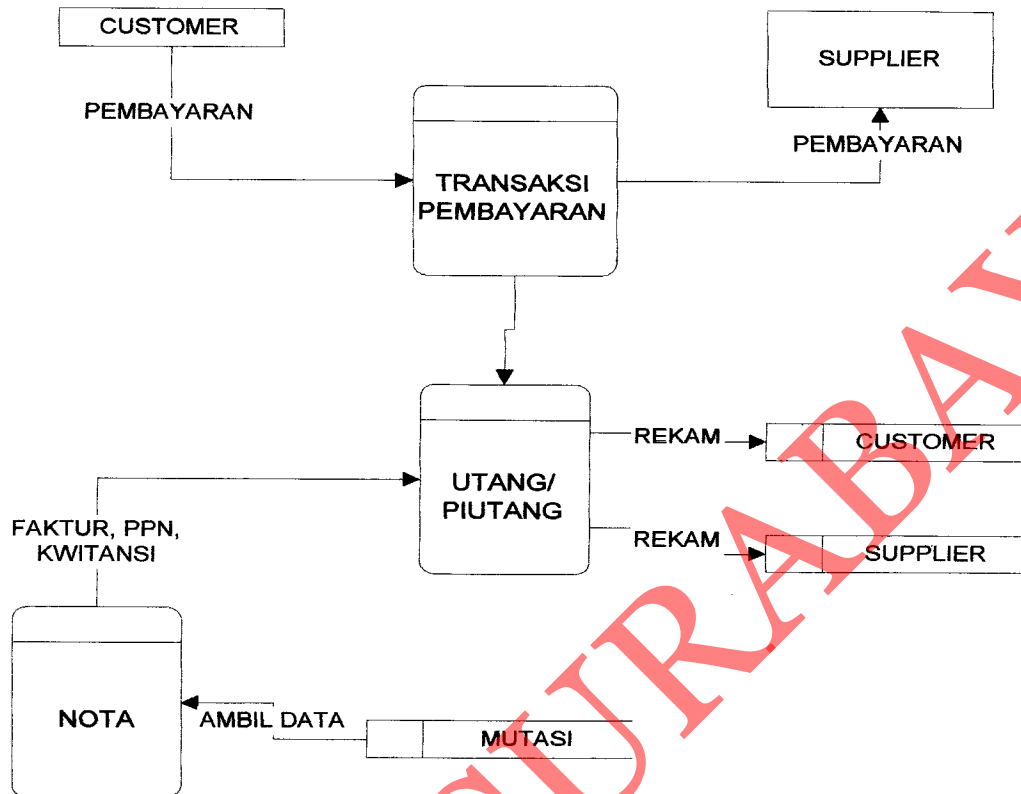 CUSTOMER
SUPPLIER
PEMBAYARAN
PEMBAYARAN
TRANSAKSI
PEMBAYARAN
UTANG/
PIUTANG
REKAM
CUSTOMER
REKAM
SUPPLIER
FAKTUR, PPN,
KWITANSI
NOTA
AMBIL DATA
MUTASI
SURABAY